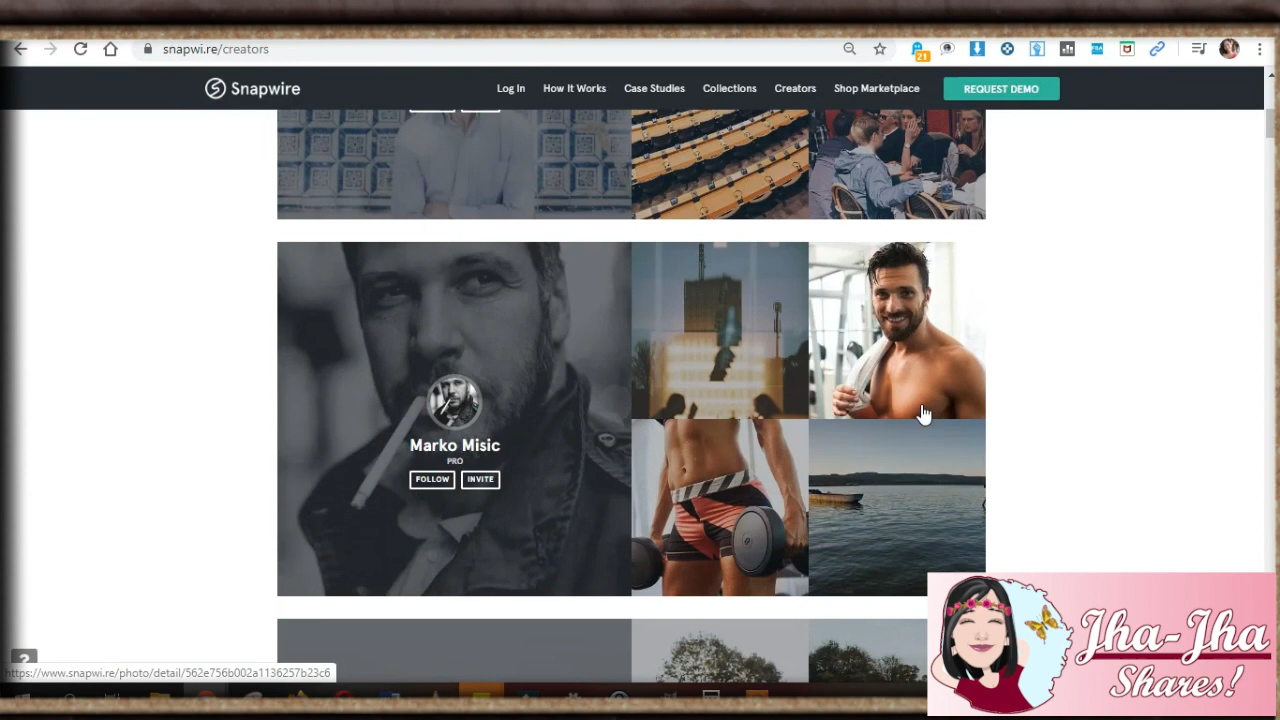 snapwi.re/creators
21
Snapwire
Log In How It Works Case Studies Collections Creators Shop Marketplace REQUEST DEMO
Marko Misic
PRO
FOLLOW INVITE
?
https://www.snapwi.re/photo/detail/562e756b002a1136257b23c6
Jha-Jha
Shares!